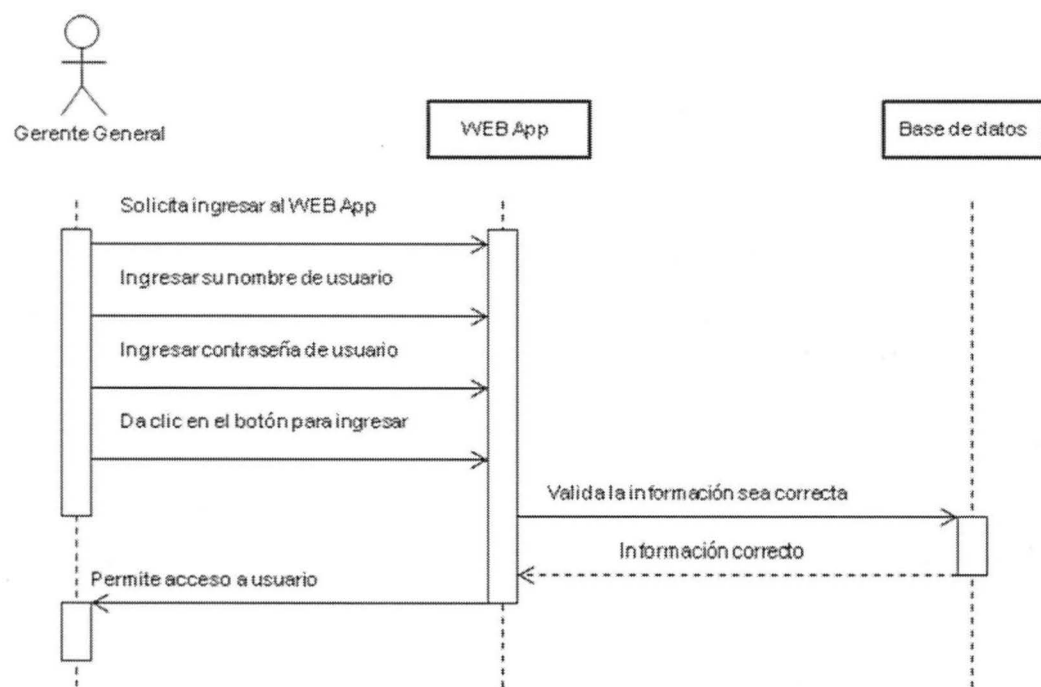 Gerente General
WEB App
Base de datos
Solicita ingresar al WEB App
Ingresar su nombre de usuario
Ingresar contraseña de usuario
Da clic en el botón para ingresar
Valida la información sea correcta
Información correcto
Permite acceso a usuario